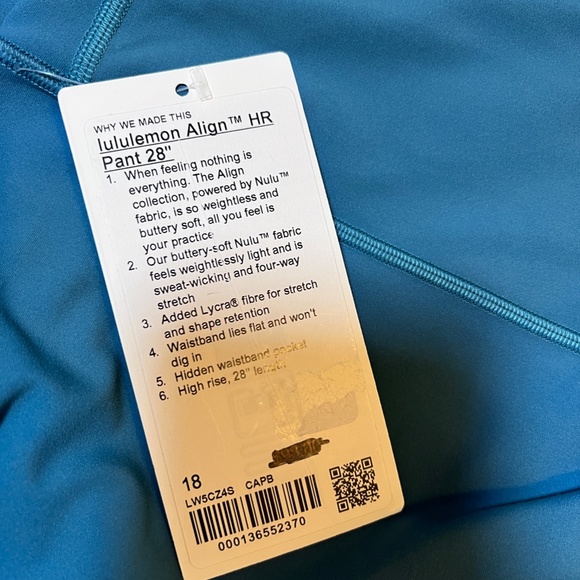 WHY WE MADE THIS
lululemon Align™ HR
Pant 28"
1. When feeling nothing is
everything. The Align
collection, powered by Nulu™
fabric, is so weightless and
buttery soft, all you feel is
your practice
2. Our buttery-soft Nulu™ fabric
feels weightlessly light and is
sweat-wicking and four-way
stretch
3. Added Lycra® fibre for stretch
and shape retention
4. Waistband lies flat and won't
dig in
5. Hidden waistband pocket
6. High rise, 28" length
18
LW5CZ4S CAPB
000136552370